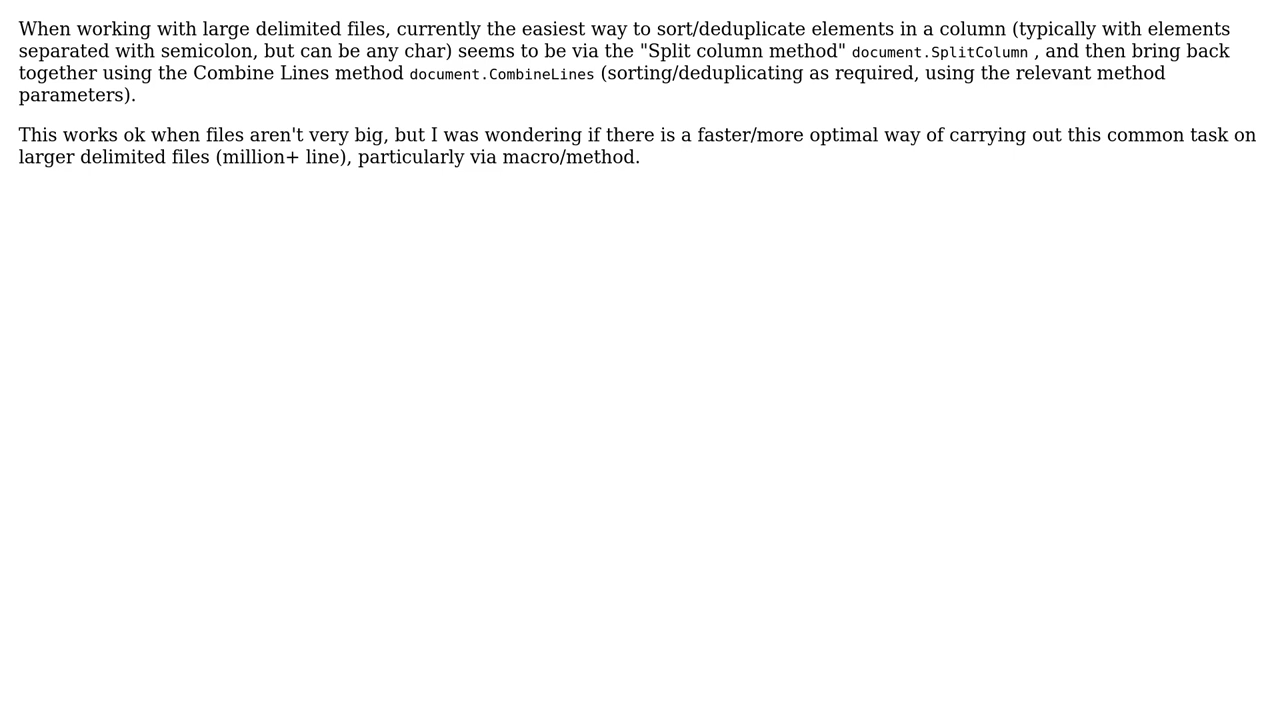 When working with large delimited files, currently the easiest way to sort/deduplicate elements in a column (typically with elements
separated with semicolon, but can be any char) seems to be via the "Split column method" document.SplitColumn , and then bring back
together using the Combine Lines method document.CombineLines (sorting/deduplicating as required, using the relevant method
parameters).
This works ok when files aren't very big, but I was wondering if there is a faster/more optimal way of carrying out this common task on
larger delimited files (million+ line), particularly via macro/method.